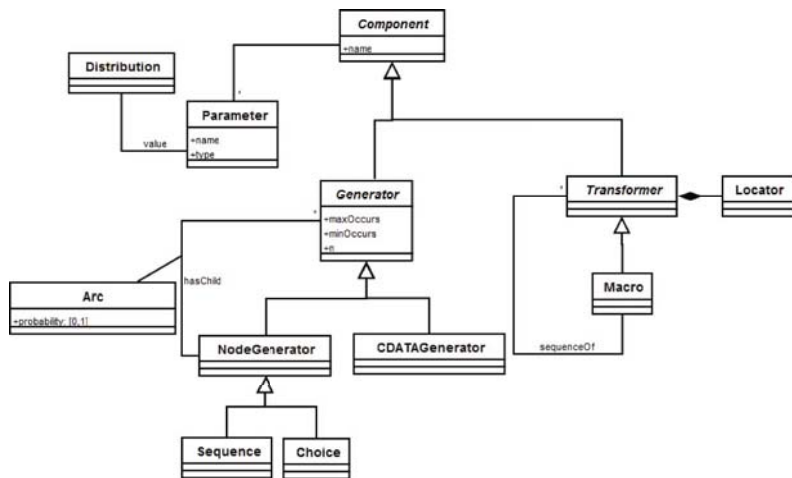 Component
+name
Distribution
Parameter
+name
+type
value
*
Generator
+maxOccurs
+minOccurs
+n
*
Transformer
*
Locator
hasChild
Arc
+probability: [0,1]
Macro
NodeGenerator
CDATAGenerator
sequenceOf
Sequence
Choice